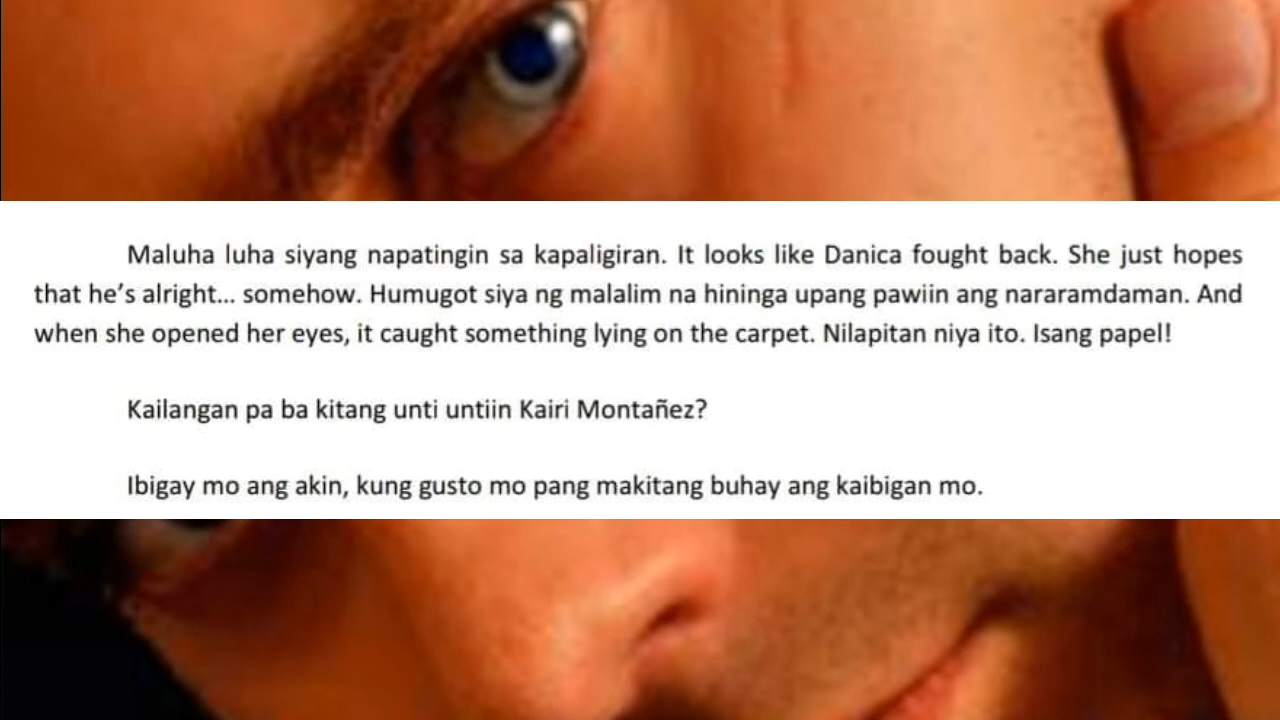 Maluha luha siyang napatingin sa kapaligiran. It looks like Danica fought back. She just hopes
that he’s alright... somehow. Humugot siya ng malalim na hininga upang pawiin ang nararamdaman. And
when she opened her eyes, it caught something lying on the carpet. Nilapitan niya ito. Isang papel!
Kailangan pa ba kitang unti untiin Kairi Montañez?
Ibigay mo ang akin, kung gusto mo pang makitang buhay ang kaibigan mo.